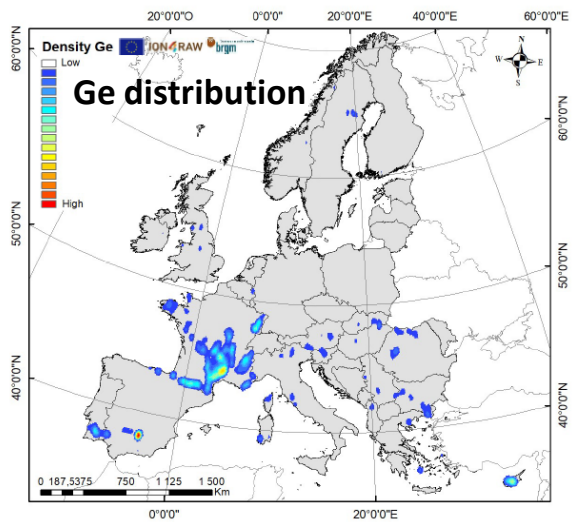 20°0'0"W 0°0'0" 20°0'0"E 40°0'0"E 60°0'0"E
Density Ge ION4RAW brgm
Low
High
Ge distribution
N
W E
S
60°0'0"N 60°0'0"N
50°0'0"N 50°0'0"N
40°0'0"N 40°0'0"N
0 187,5375 750 1 125 1 500
Km
0°0'0" 20°0'0"E